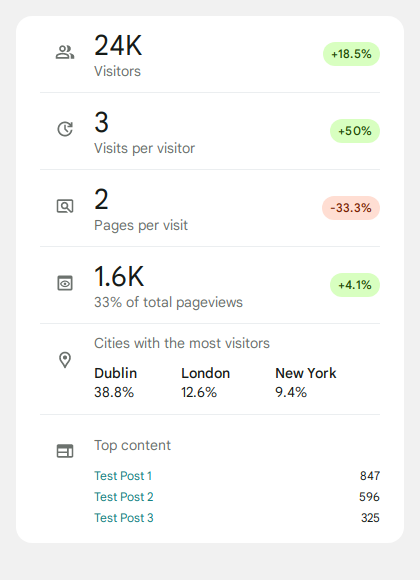 24K
+18.5%
Visitors
3
+50%
Visits per visitor
2
-33.3%
Pages per visit
1.6K
+4.1%
33% of total pageviews
Cities with the most visitors
Dublin London New York
38.8% 12.6% 9.4%
Top content
Test Post 1 847
Test Post 2 596
Test Post 3 325